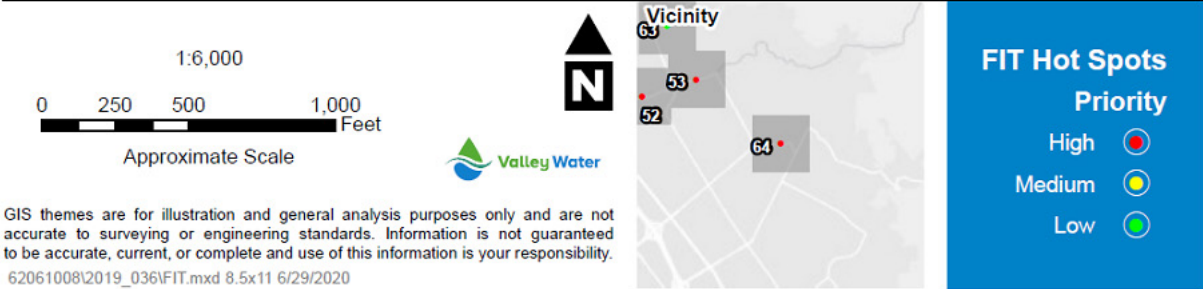 1:6,000
0 250 500 1,000
Feet
Approximate Scale
N
Valley Water
GIS themes are for illustration and general analysis purposes only and are not
accurate to surveying or engineering standards. Information is not guaranteed
to be accurate, current, or complete and use of this information is your responsibility.
62061008\2019_036\FIT.mxd 8.5x11 6/29/2020
Vicinity
63
53
52
64
FIT Hot Spots
Priority
High
Medium
Low